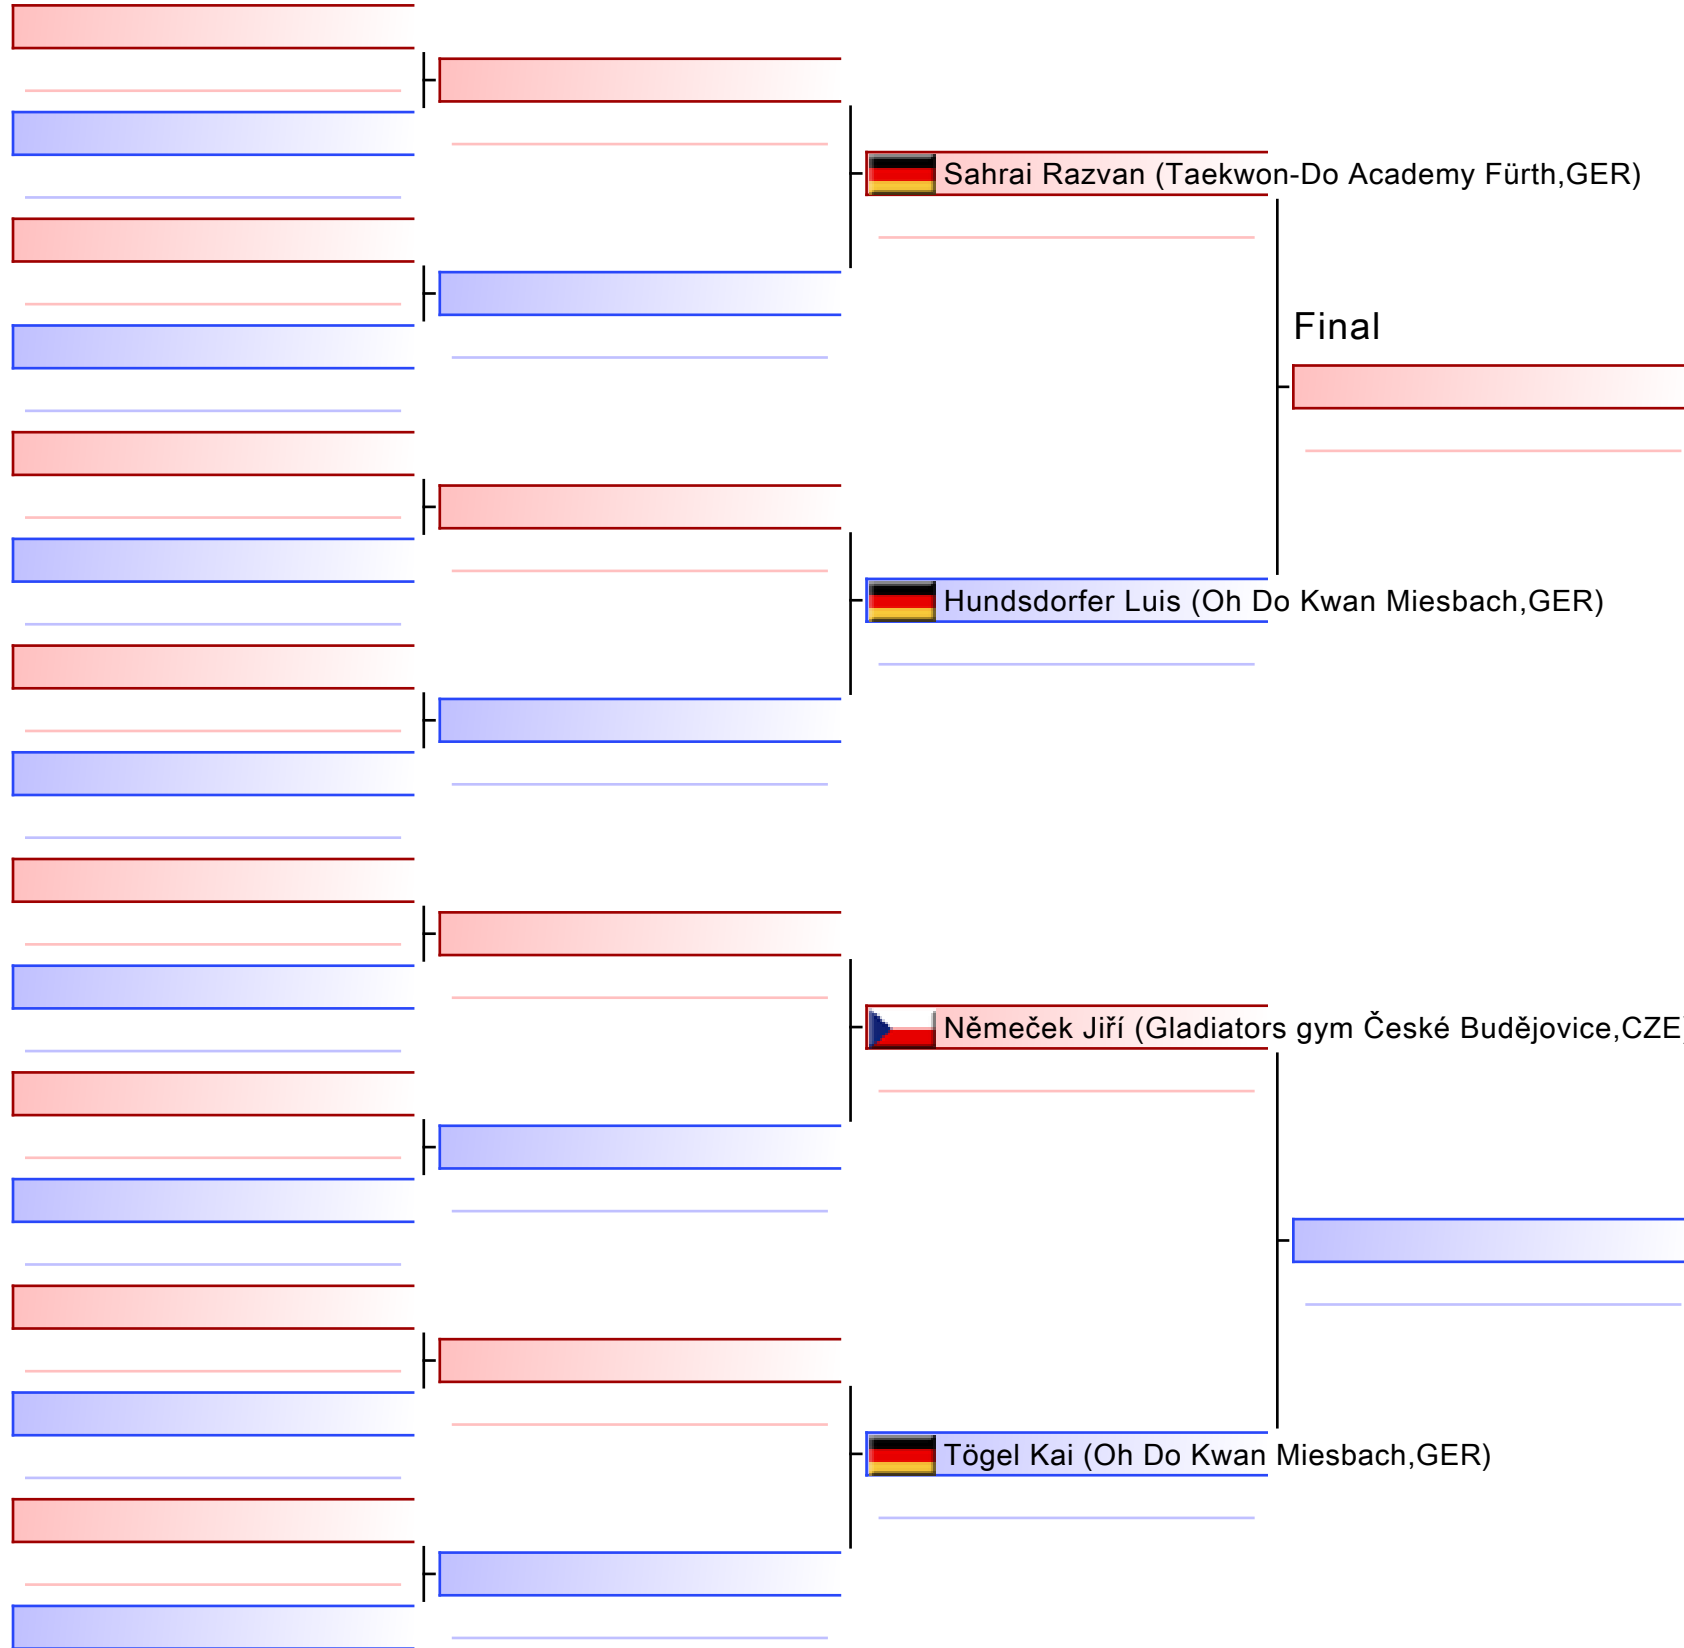 Sahrai Razvan (Taekwon-Do Academy Fürth,GER)
Final
Hundsdorfer Luis (Oh Do Kwan Miesbach,GER)
Němeček Jiří (Gladiators gym České Budějovice,CZE)
Tögel Kai (Oh Do Kwan Miesbach,GER)